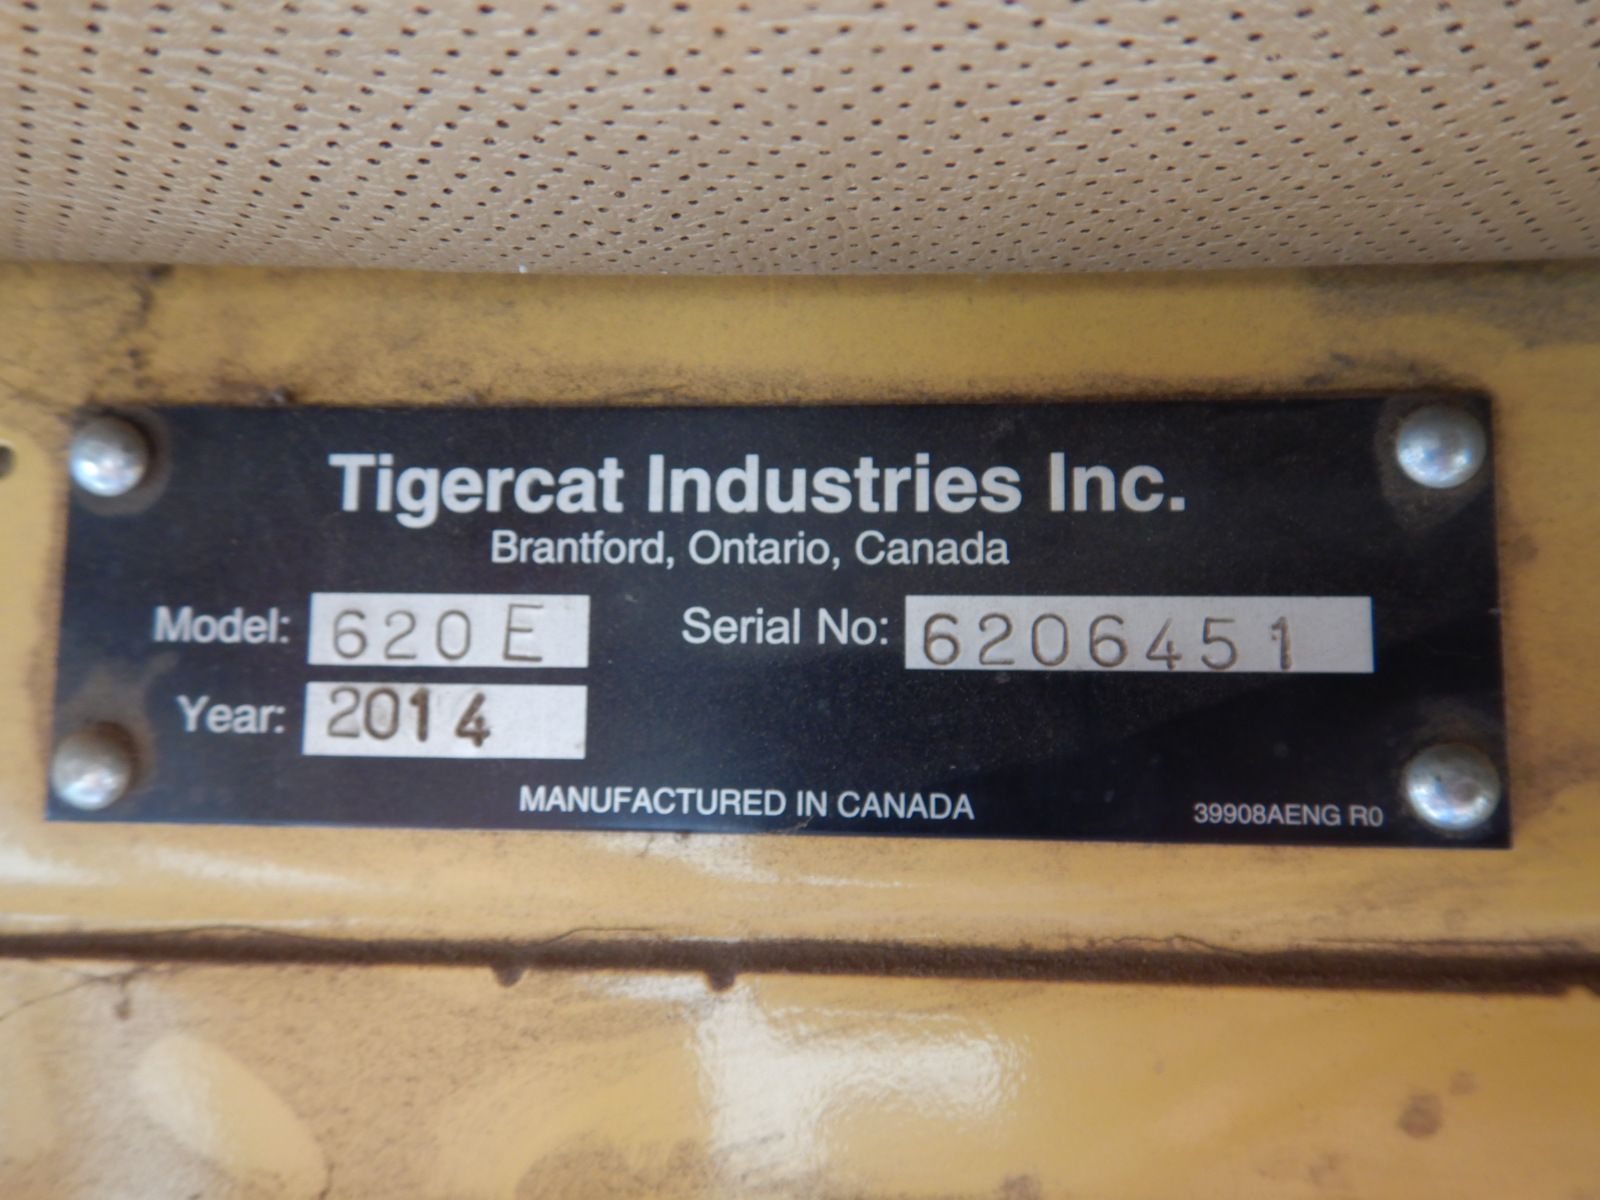 Tigercat Industries Inc.
Brantford, Ontario, Canada
Model: 620E Serial No: 6206451
Year: 2014
MANUFACTURED IN CANADA 39908AENG R0